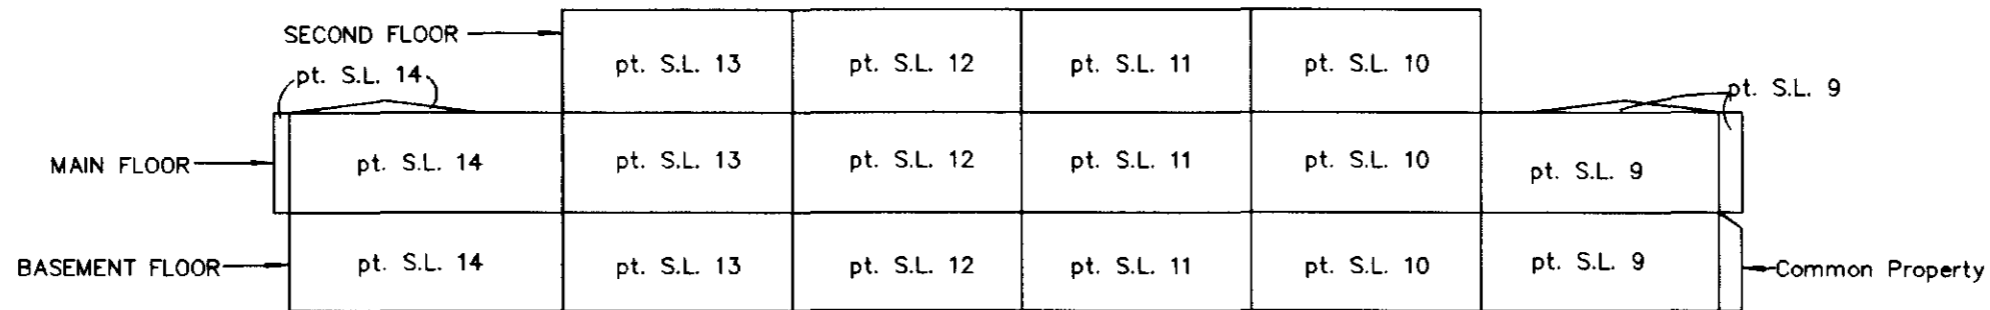 SECOND FLOOR
pt. S.L. 13 pt. S.L. 12 pt. S.L. 11 pt. S.L. 10
pt. S.L. 14
pt. S.L. 9
MAIN FLOOR pt. S.L. 14 pt. S.L. 13 pt. S.L. 12 pt. S.L. 11 pt. S.L. 10 pt. S.L. 9
BASEMENT FLOOR pt. S.L. 14 pt. S.L. 13 pt. S.L. 12 pt. S.L. 11 pt. S.L. 10 pt. S.L. 9 Common Property